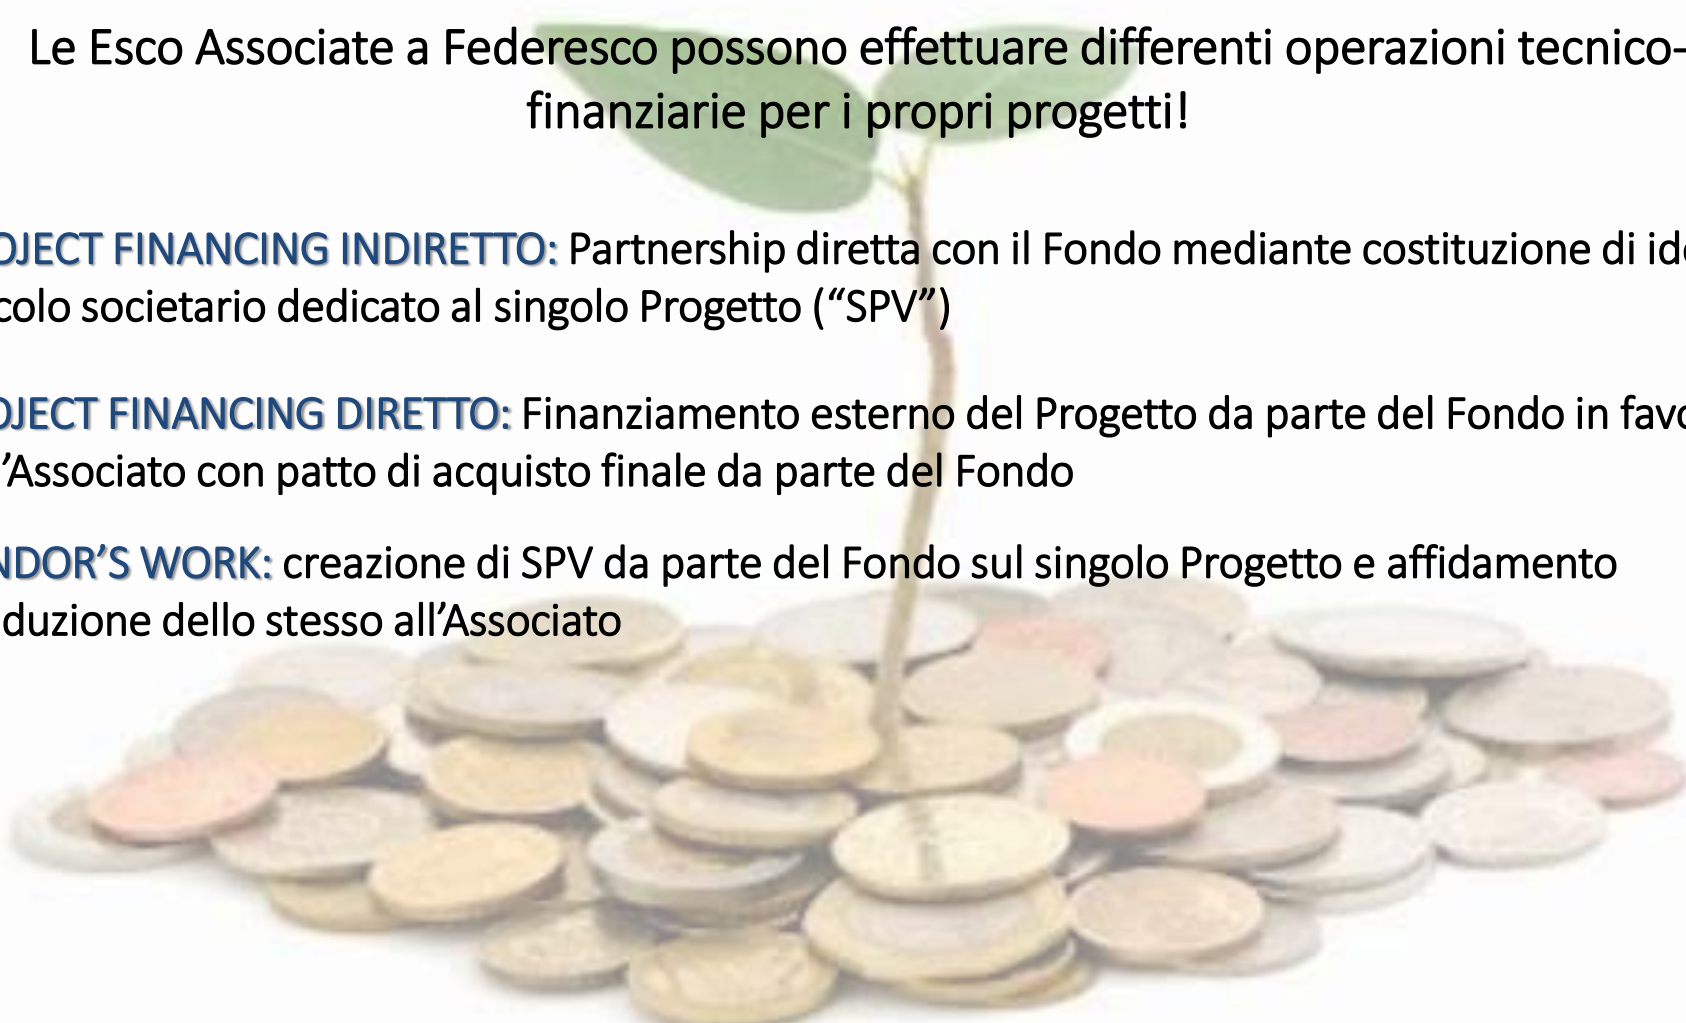 Le Esco Associate a Federesco possono effettuare differenti operazioni tecnico-
finanziarie per i propri progetti!
OJECT FINANCING INDIRETTO: Partnership diretta con il Fondo mediante costituzione di ido
colo societario dedicato al singolo Progetto (“SPV”)
OJECT FINANCING DIRETTO: Finanziamento esterno del Progetto da parte del Fondo in favo
’Associato con patto di acquisto finale da parte del Fondo
NDOR’S WORK: creazione di SPV da parte del Fondo sul singolo Progetto e affidamento
duzione dello stesso all’Associato